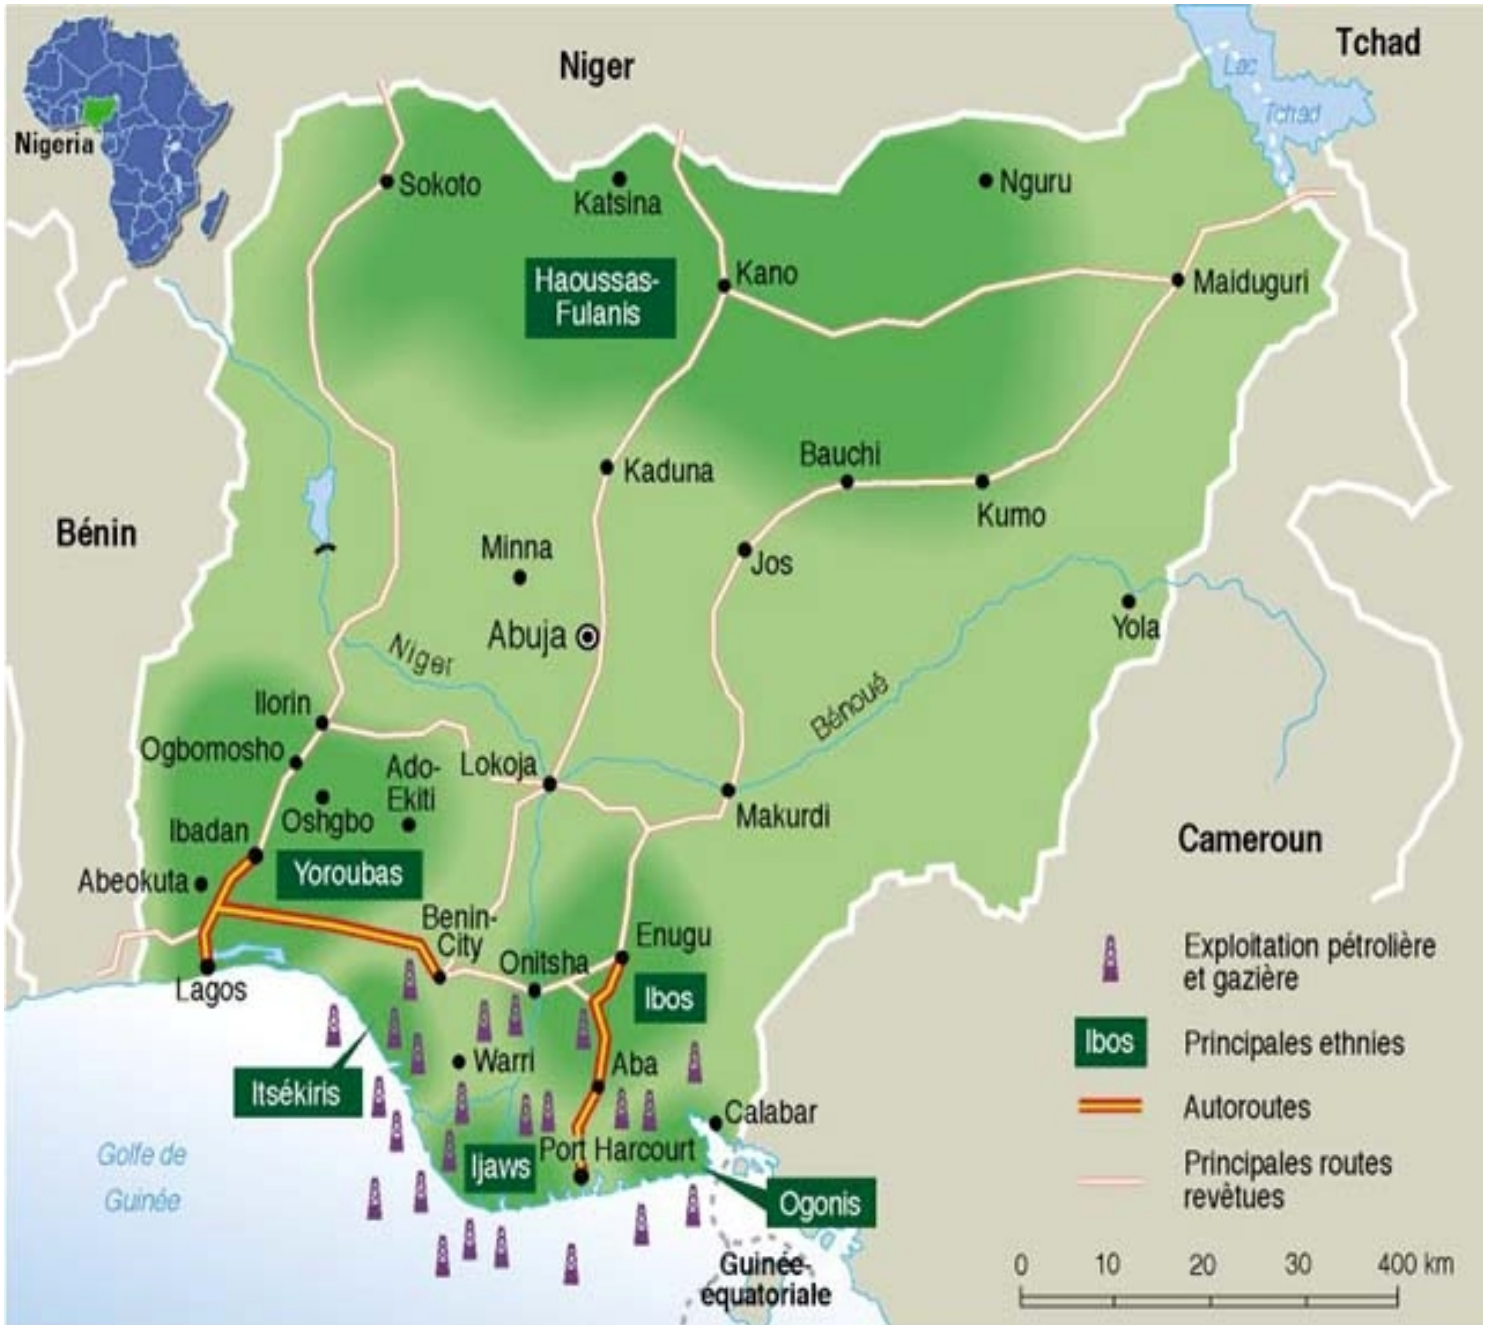 Niger
Tchad
Lac
Tchad
Nigeria
Sokoto
Katsina
Nguru
Haoussas-
Fulanis
Kano
Maiduguri
Kaduna
Bauchi
Kumo
Bénin
Minna
Jos
Abuja
Niger
Yola
Bénoué
Ilorin
Ogbomosho
Ado-
Ekiti
Lokoja
Oshgbo
Ibadan
Makurdi
Cameroun
Yoroubas
Abeokuta
Benin-
City
Enugu
Onitsha
Lagos
Ibos
Warri
Aba
Itsékiris
Calabar
Port Harcourt
Ijaws
Ogonis
Golfe de
Guinée
Guinée-
équatoriale
Exploitation pétrolière
et gazière
Ibos
Principales ethnies
Autoroutes
Principales routes
revêtues
0 10 20 30 400 km